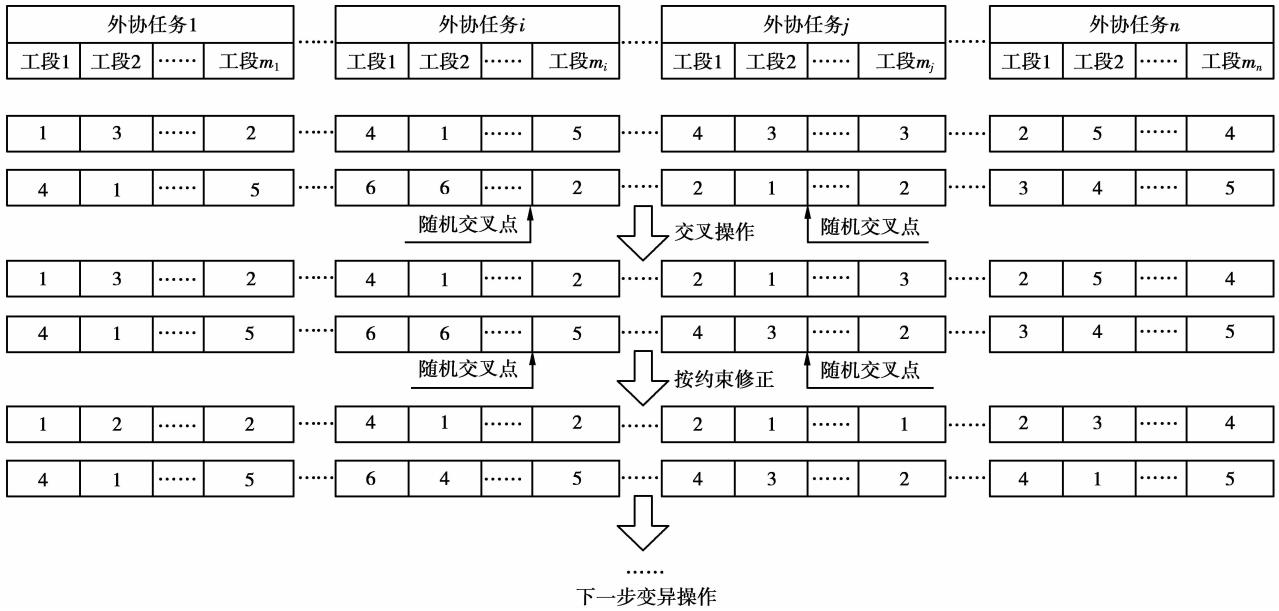 外协任务1 …… 外协任务i …… 外协任务j …… 外协任务n
工段1 工段2 …… 工段m₁ 工段1 工段2 …… 工段mᵢ 工段1 工段2 …… 工段mⱼ 工段1 工段2 …… 工段mₙ
1 3 …… 2 …… 4 1 …… 5 …… 4 3 …… 3 …… 2 5 …… 4
4 1 …… 5 …… 6 6 …… 2 …… 2 1 …… 2 …… 3 4 …… 5
随机交叉点 交叉操作 随机交叉点
1 3 …… 2 …… 4 1 …… 2 …… 2 1 …… 3 …… 2 5 …… 4
4 1 …… 5 …… 6 6 …… 5 …… 4 3 …… 2 …… 3 4 …… 5
随机交叉点 按约束修正 随机交叉点
1 2 …… 2 …… 4 1 …… 2 …… 2 1 …… 1 …… 2 3 …… 4
4 1 …… 5 …… 6 4 …… 5 …… 4 3 …… 2 …… 4 1 …… 5
……
下一步变异操作